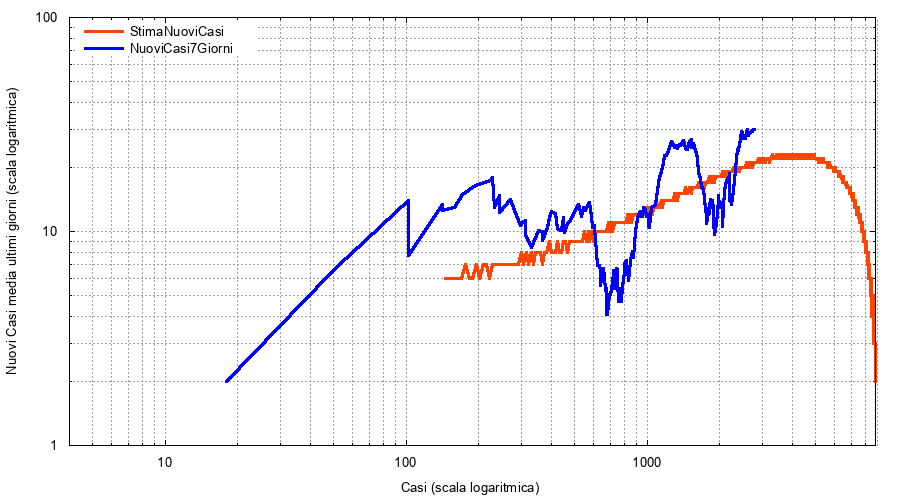 100
StimaNuoviCasi
NuoviCasi7Giorni
Nuovi Casi media ultimi giorni (scala logaritmica)
10
1
10
100
1000
Casi (scala logaritmica)